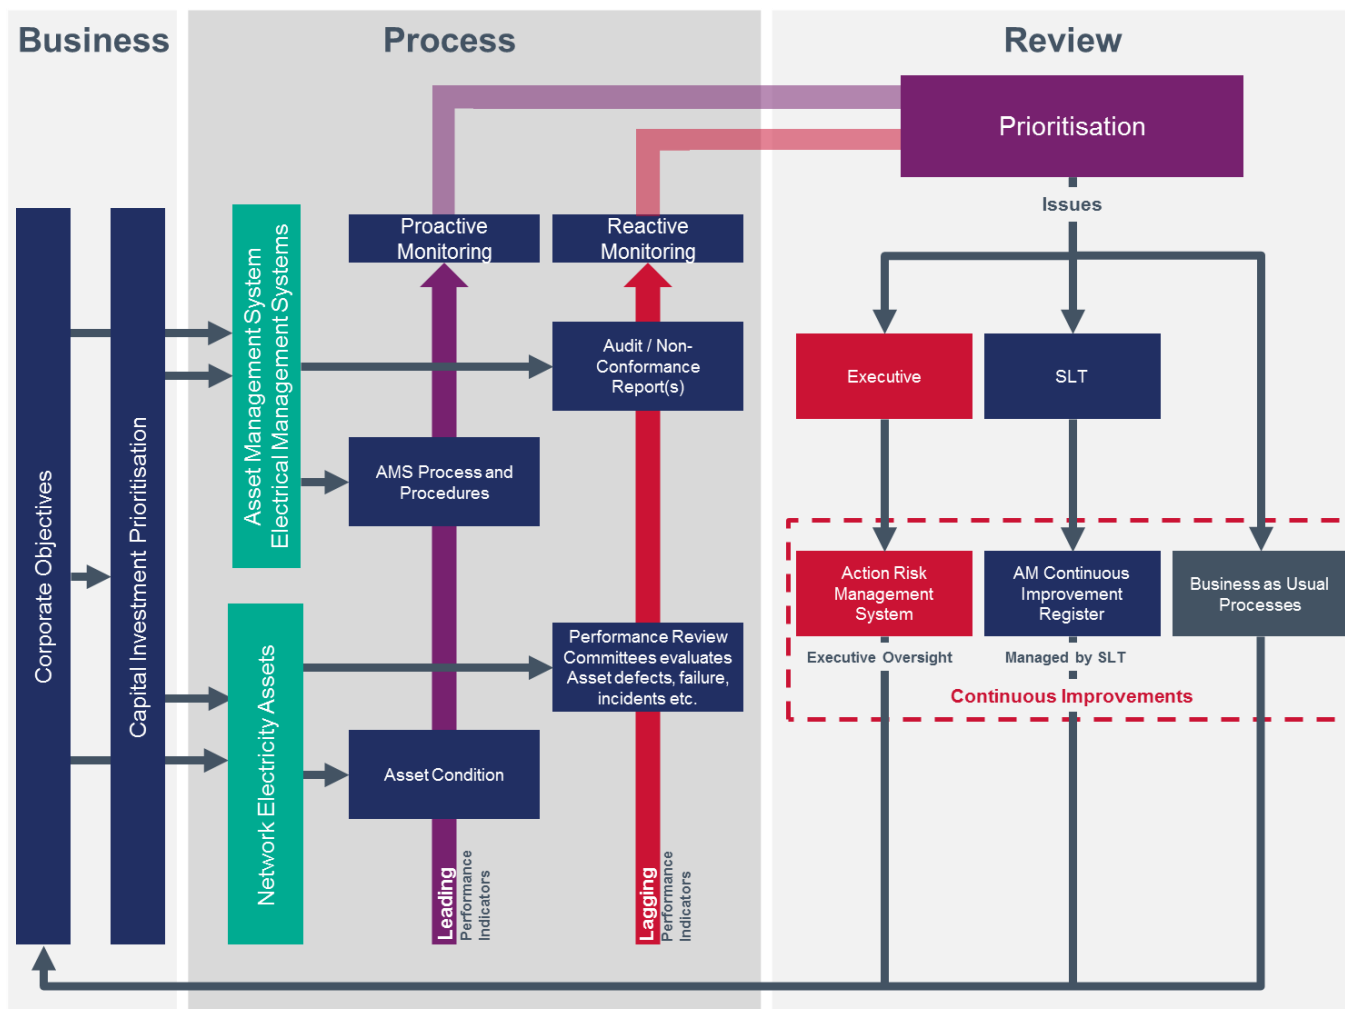 Business
Process
Review
Prioritisation
Issues
Proactive
Monitoring
Reactive
Monitoring
Corporate Objectives
Capital Investment Prioritisation
Asset Management System
Electrical Management Systems
Network Electricity Assets
Audit / Non-
Conformance
Report(s)
AMS Process and
Procedures
Performance Review
Committees evaluates
Asset defects, failure,
incidents etc.
Asset Condition
Leading
Performance
Indicators
Lagging
Performance
Indicators
Executive
SLT
Action Risk
Management
System
AM Continuous
Improvement
Register
Business as Usual
Processes
Executive Oversight
Managed by SLT
Continuous Improvements